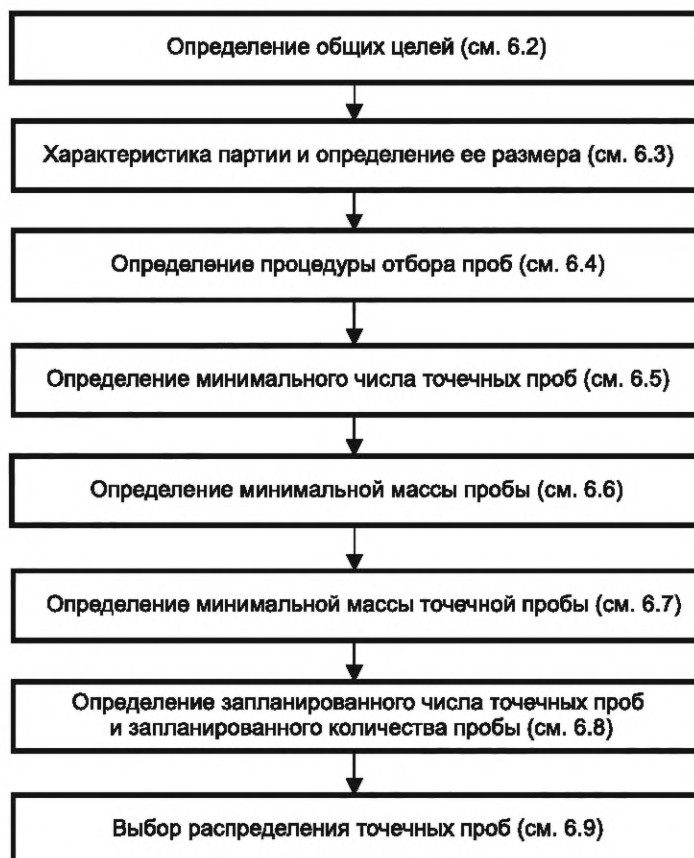 Определение общих целей (см. 6.2)
Характеристика партии и определение ее размера (см. 6.3)
Определение процедуры отбора проб (см. 6.4)
Определение минимального числа точечных проб (см. 6.5)
Определение минимальной массы пробы (см. 6.6)
Определение минимальной массы точечной пробы (см. 6.7)
Определение запланированного числа точечных проб
и запланированного количества пробы (см. 6.8)
Выбор распределения точечных проб (см. 6.9)